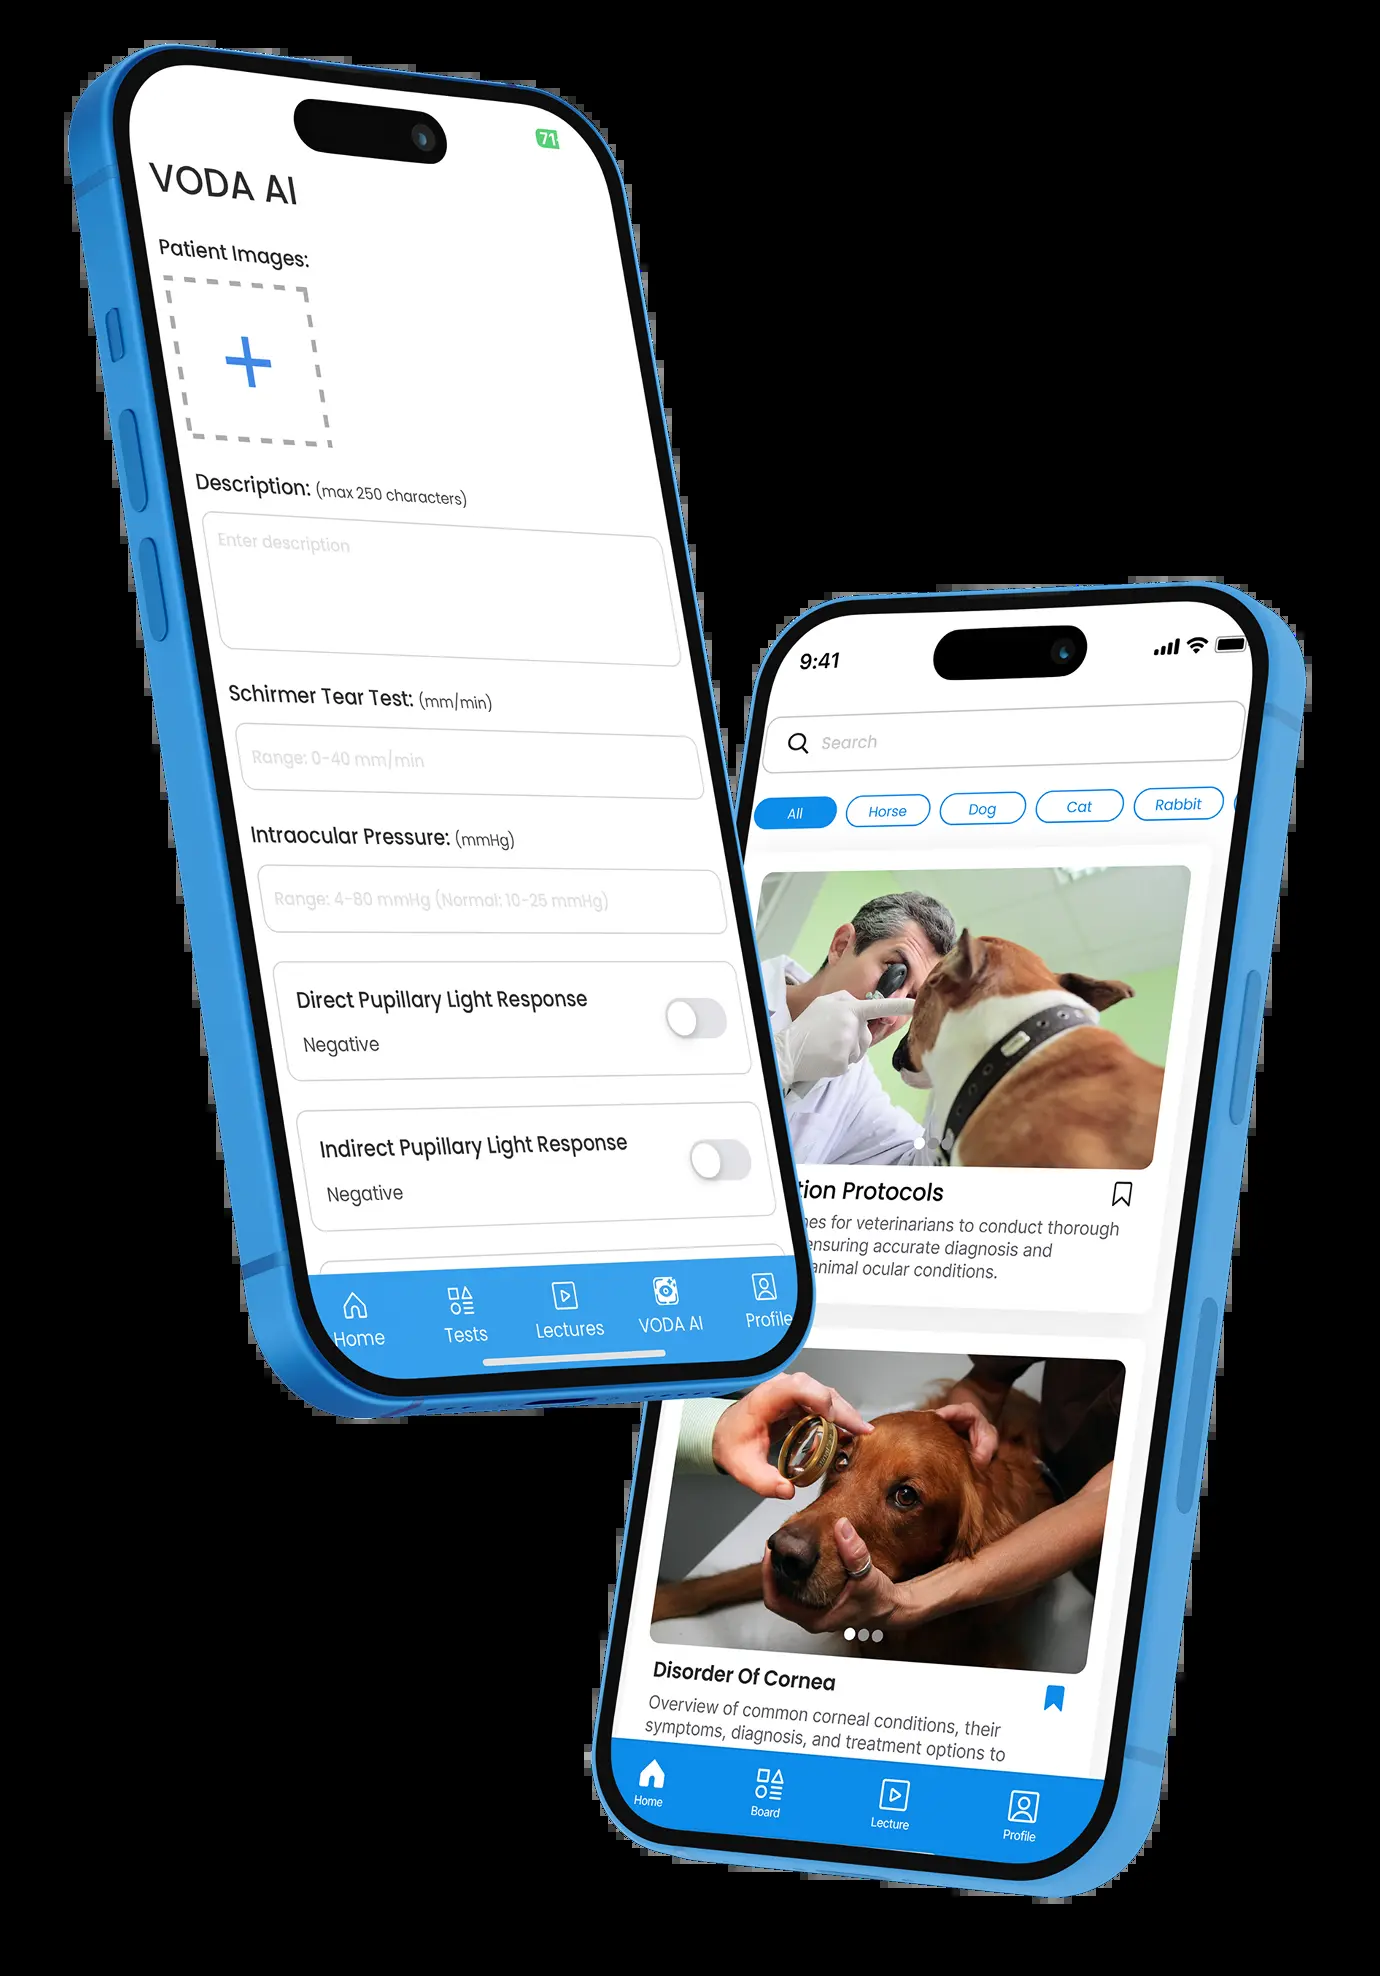 71
VODA AI
Patient Images:
Description: (max 250 characters)
Enter description
Schirmer Tear Test: (mm/min)
Range: 0-40 mm/min
Intraocular Pressure: (mmHg)
Range: 4-80 mmHg (Normal: 10-25 mmHg)
Direct Pupillary Light Response
Negative
Indirect Pupillary Light Response
Negative
Home Tests Lectures VODA AI Profile
9:41
Search
All Horse Dog Cat Rabbit
tion Protocols
nes for veterinarians to conduct thorough
ensuring accurate diagnosis and
animal ocular conditions.
Disorder Of Cornea
Overview of common corneal conditions, their
symptoms, diagnosis, and treatment options to
Home Board Lecture Profile